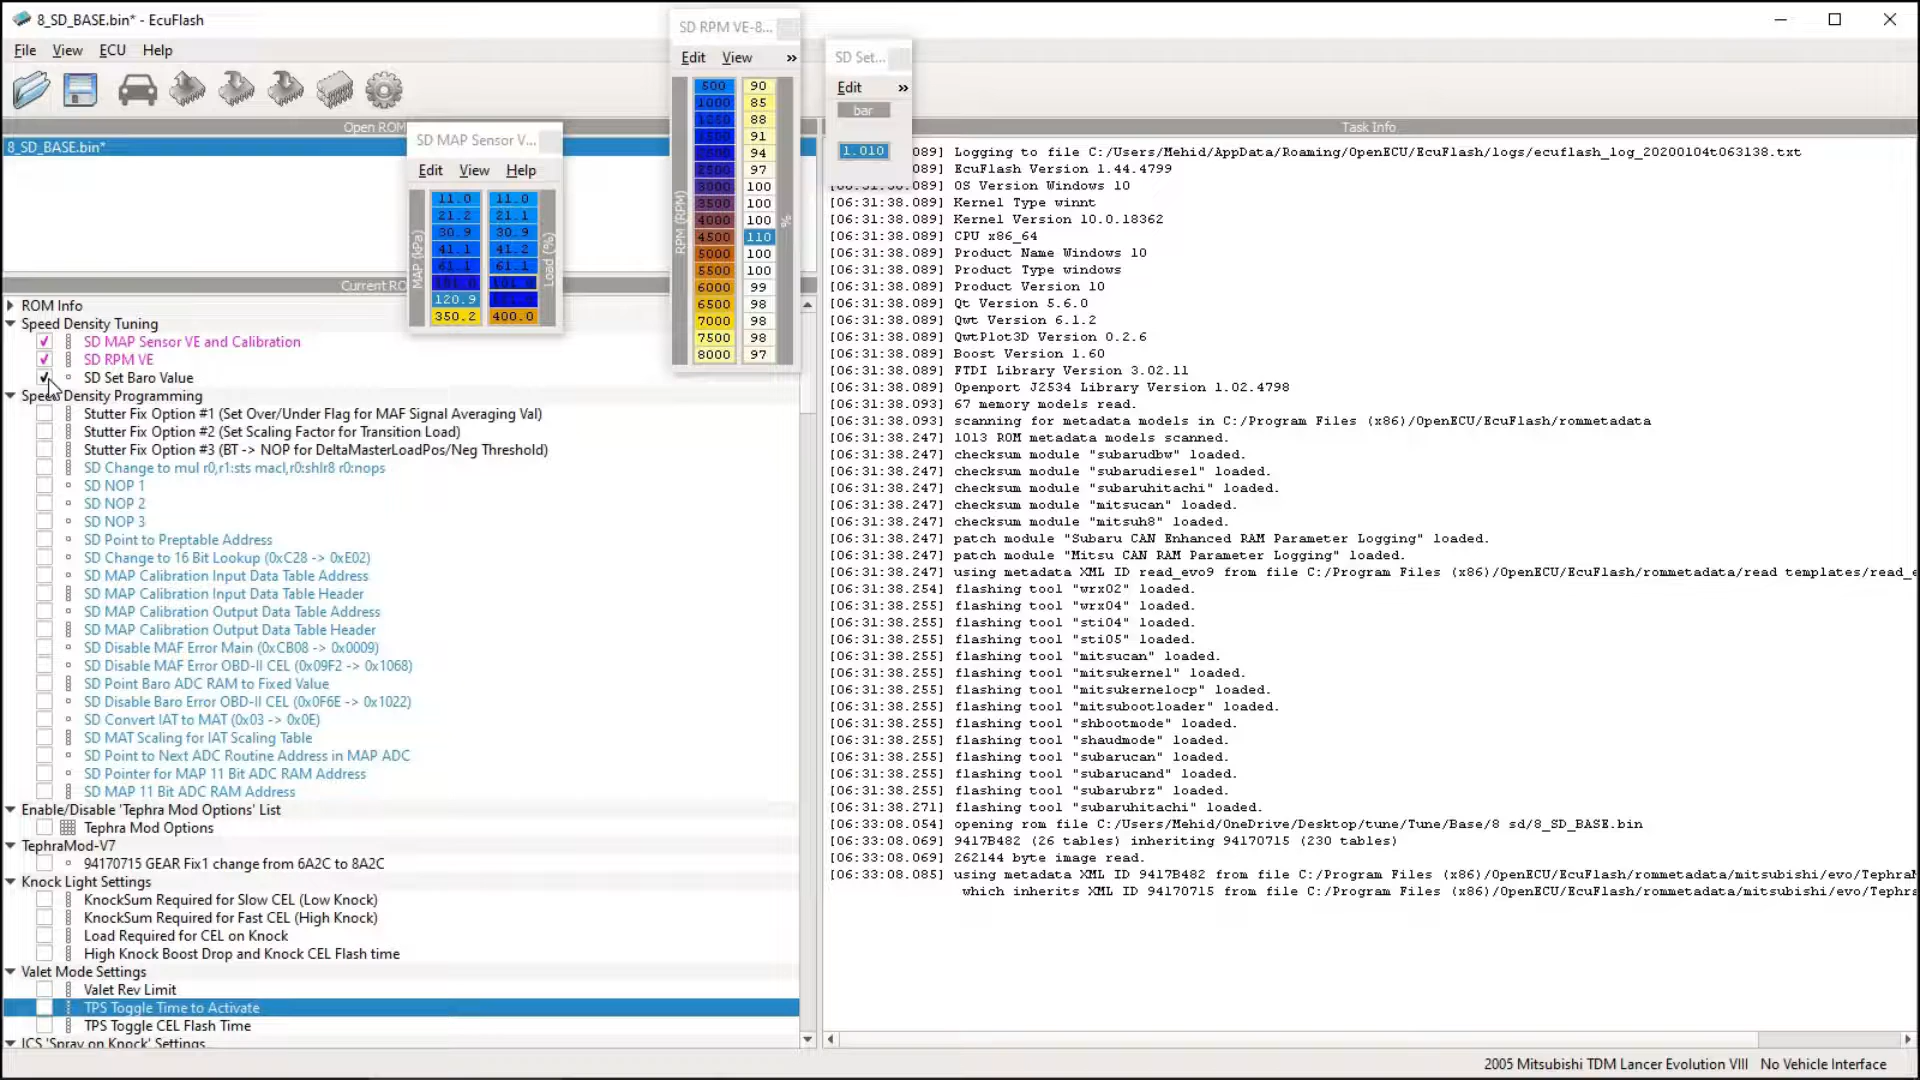 8_SD_BASE.bin* - EcuFlash
File View ECU Help
Open ROM
8_SD_BASE.bin*
Current RO
ROM Info
Speed Density Tuning
SD MAP Sensor VE and Calibration
SD RPM VE
SD Set Baro Value
Speed Density Programming
Stutter Fix Option #1 (Set Over/Under Flag for MAF Signal Averaging Val)
Stutter Fix Option #2 (Set Scaling Factor for Transition Load)
Stutter Fix Option #3 (BT -> NOP for DeltaMasterLoadPos/Neg Threshold)
SD Change to mul r0,r1:sts macl,r0:shlr8 r0:nops
SD NOP 1
SD NOP 2
SD NOP 3
SD Point to Preptable Address
SD Change to 16 Bit Lookup (0xC28 -> 0xE02)
SD MAP Calibration Input Data Table Address
SD MAP Calibration Input Data Table Header
SD MAP Calibration Output Data Table Address
SD MAP Calibration Output Data Table Header
SD Disable MAF Error Main (0xCB08 -> 0x0009)
SD Disable MAF Error OBD-II CEL (0x09F2 -> 0x1068)
SD Point Baro ADC RAM to Fixed Value
SD Disable Baro Error OBD-II CEL (0x0F6E -> 0x1022)
SD Convert IAT to MAT (0x03 -> 0x0E)
SD MAT Scaling for IAT Scaling Table
SD Point to Next ADC Routine Address in MAP ADC
SD Pointer for MAP 11 Bit ADC RAM Address
SD MAP 11 Bit ADC RAM Address
Enable/Disable 'Tephra Mod Options' List
Tephra Mod Options
TephraMod-V7
94170715 GEAR Fix1 change from 6A2C to 8A2C
Knock Light Settings
KnockSum Required for Slow CEL (Low Knock)
KnockSum Required for Fast CEL (High Knock)
Load Required for CEL on Knock
High Knock Boost Drop and Knock CEL Flash time
Valet Mode Settings
Valet Rev Limit
TPS Toggle Time to Activate
TPS Toggle CEL Flash Time
ICS 'Spray on Knock' Settings
SD MAP Sensor V...
Edit View Help
MAP (kPa)
Load (%)
11.0 11.0
21.2 21.1
30.9 30.9
41.1 41.2
61.1 61.1
120.9
350.2 400.0
SD RPM VE-8...
Edit View »
RPM (RPM)
%
500 90
1000 85
88
91
94
2500 97
3000 100
3500 100
4000 100
4500 110
5000 100
5500 100
6000 99
6500 98
7000 98
7500 98
8000 97
SD Set...
Edit »
bar
1.010
Task Info
.089] Logging to file C:/Users/Mehid/AppData/Roaming/OpenECU/EcuFlash/logs/ecuflash_log_20200104t063138.txt
.089] EcuFlash Version 1.44.4799
[06:31:38.089] OS Version Windows 10
[06:31:38.089] Kernel Type winnt
[06:31:38.089] Kernel Version 10.0.18362
[06:31:38.089] CPU x86_64
[06:31:38.089] Product Name Windows 10
[06:31:38.089] Product Type windows
[06:31:38.089] Product Version 10
[06:31:38.089] Qt Version 5.6.0
[06:31:38.089] Qwt Version 6.1.2
[06:31:38.089] QwtPlot3D Version 0.2.6
[06:31:38.089] Boost Version 1.60
[06:31:38.089] FTDI Library Version 3.02.11
[06:31:38.089] Openport J2534 Library Version 1.02.4798
[06:31:38.093] 67 memory models read.
[06:31:38.093] scanning for metadata models in C:/Program Files (x86)/OpenECU/EcuFlash/rommetadata
[06:31:38.247] 1013 ROM metadata models scanned.
[06:31:38.247] checksum module "subarudbw" loaded.
[06:31:38.247] checksum module "subarudiesel" loaded.
[06:31:38.247] checksum module "subaruhitachi" loaded.
[06:31:38.247] checksum module "mitsucan" loaded.
[06:31:38.247] checksum module "mitsuh8" loaded.
[06:31:38.247] patch module "Subaru CAN Enhanced RAM Parameter Logging" loaded.
[06:31:38.247] patch module "Mitsu CAN RAM Parameter Logging" loaded.
[06:31:38.247] using metadata XML ID read_evo9 from file C:/Program Files (x86)/OpenECU/EcuFlash/rommetadata/read templates/read_e
[06:31:38.254] flashing tool "wrx02" loaded.
[06:31:38.255] flashing tool "wrx04" loaded.
[06:31:38.255] flashing tool "sti04" loaded.
[06:31:38.255] flashing tool "sti05" loaded.
[06:31:38.255] flashing tool "mitsucan" loaded.
[06:31:38.255] flashing tool "mitsukernel" loaded.
[06:31:38.255] flashing tool "mitsukernelocp" loaded.
[06:31:38.255] flashing tool "mitsubootloader" loaded.
[06:31:38.255] flashing tool "shbootmode" loaded.
[06:31:38.255] flashing tool "shaudmode" loaded.
[06:31:38.255] flashing tool "subarucan" loaded.
[06:31:38.255] flashing tool "subarucand" loaded.
[06:31:38.255] flashing tool "subarubrz" loaded.
[06:31:38.271] flashing tool "subaruhitachi" loaded.
[06:33:08.054] opening rom file C:/Users/Mehid/OneDrive/Desktop/tune/Tune/Base/8 sd/8_SD_BASE.bin
[06:33:08.069] 9417B482 (26 tables) inheriting 94170715 (230 tables)
[06:33:08.069] 262144 byte image read.
[06:33:08.085] using metadata XML ID 9417B482 from file C:/Program Files (x86)/OpenECU/EcuFlash/rommetadata/mitsubishi/evo/TephraM
which inherits XML ID 94170715 from file C:/Program Files (x86)/OpenECU/EcuFlash/rommetadata/mitsubishi/evo/Tephra
2005 Mitsubishi TDM Lancer Evolution VIII No Vehicle Interface